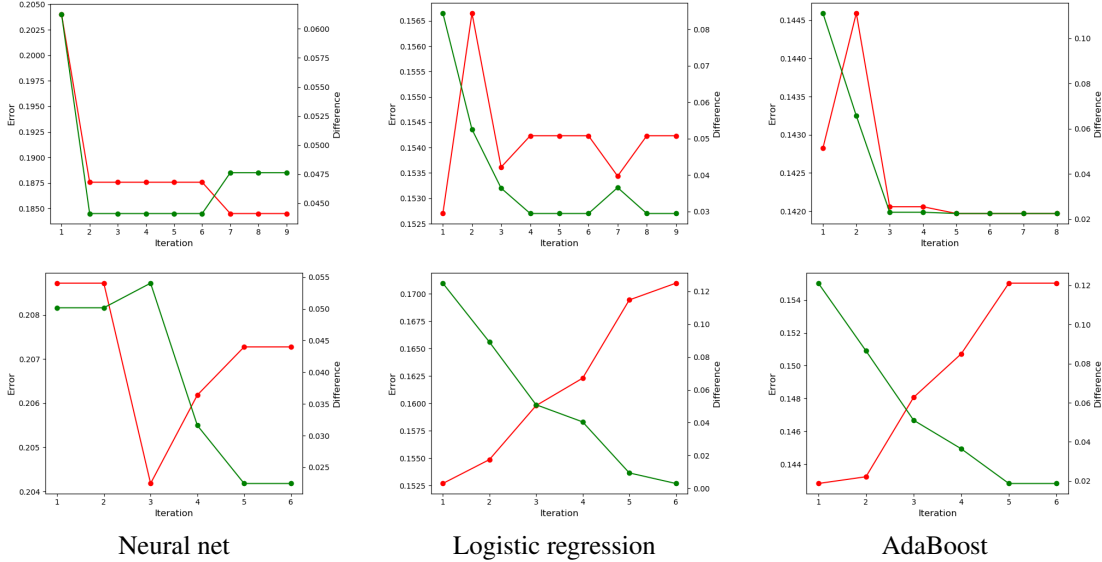 0.2050
0.2025
0.2000
0.1975
0.1950
0.1925
0.1900
0.1875
0.1850
Error
1 2 3 4 5 6 7 8 9
Iteration
0.0600
0.0550
0.0500
0.0450
Difference
0.1565
0.1560
0.1555
0.1550
0.1545
0.1540
0.1535
0.1530
0.1525
Error
1 2 3 4 5 6 7 8 9
Iteration
0.08
0.07
0.06
0.05
0.04
0.03
Difference
0.1445
0.1440
0.1435
0.1430
0.1425
0.1420
Error
1 2 3 4 5 6 7 8
Iteration
0.10
0.08
0.06
0.04
0.02
Difference
0.208
0.207
0.206
0.205
0.204
Error
1 2 3 4 5 6
Iteration
0.055
0.050
0.045
0.040
0.035
0.030
0.025
Difference
0.1700
0.1675
0.1650
0.1625
0.1600
0.1575
0.1550
0.1525
Error
1 2 3 4 5 6
Iteration
0.12
0.10
0.08
0.06
0.04
0.02
0.00
Difference
0.154
0.152
0.150
0.148
0.146
0.144
Error
1 2 3 4 5 6
Iteration
0.12
0.10
0.08
0.06
0.04
0.02
Difference
Neural net
Logistic regression
AdaBoost